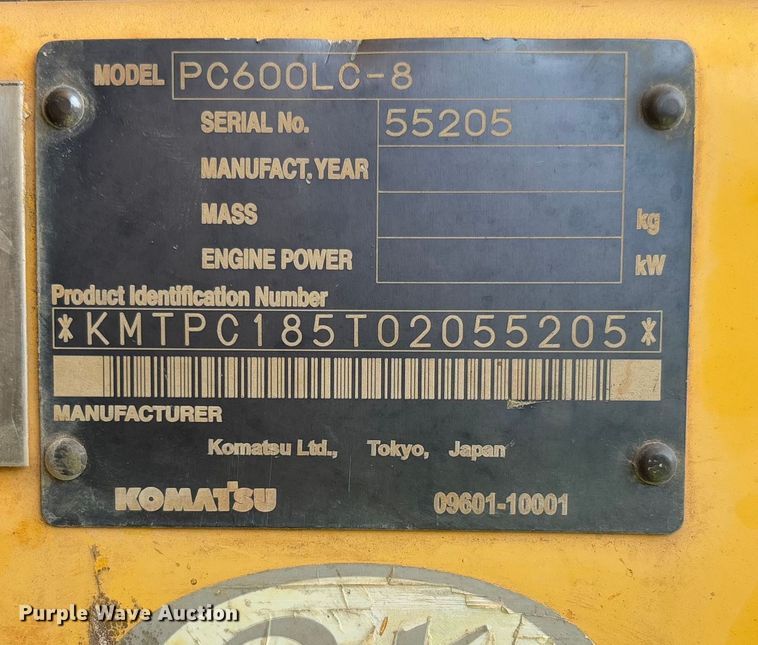 MODEL PC600LC-8
SERIAL No. 55205
MANUFACT. YEAR
MASS kg
ENGINE POWER kW
Product Identification Number
*KMTPC185T02055205*
MANUFACTURER
Komatsu Ltd., Tokyo, Japan
KOMATSU 09601-10001
Purple Wave Auction